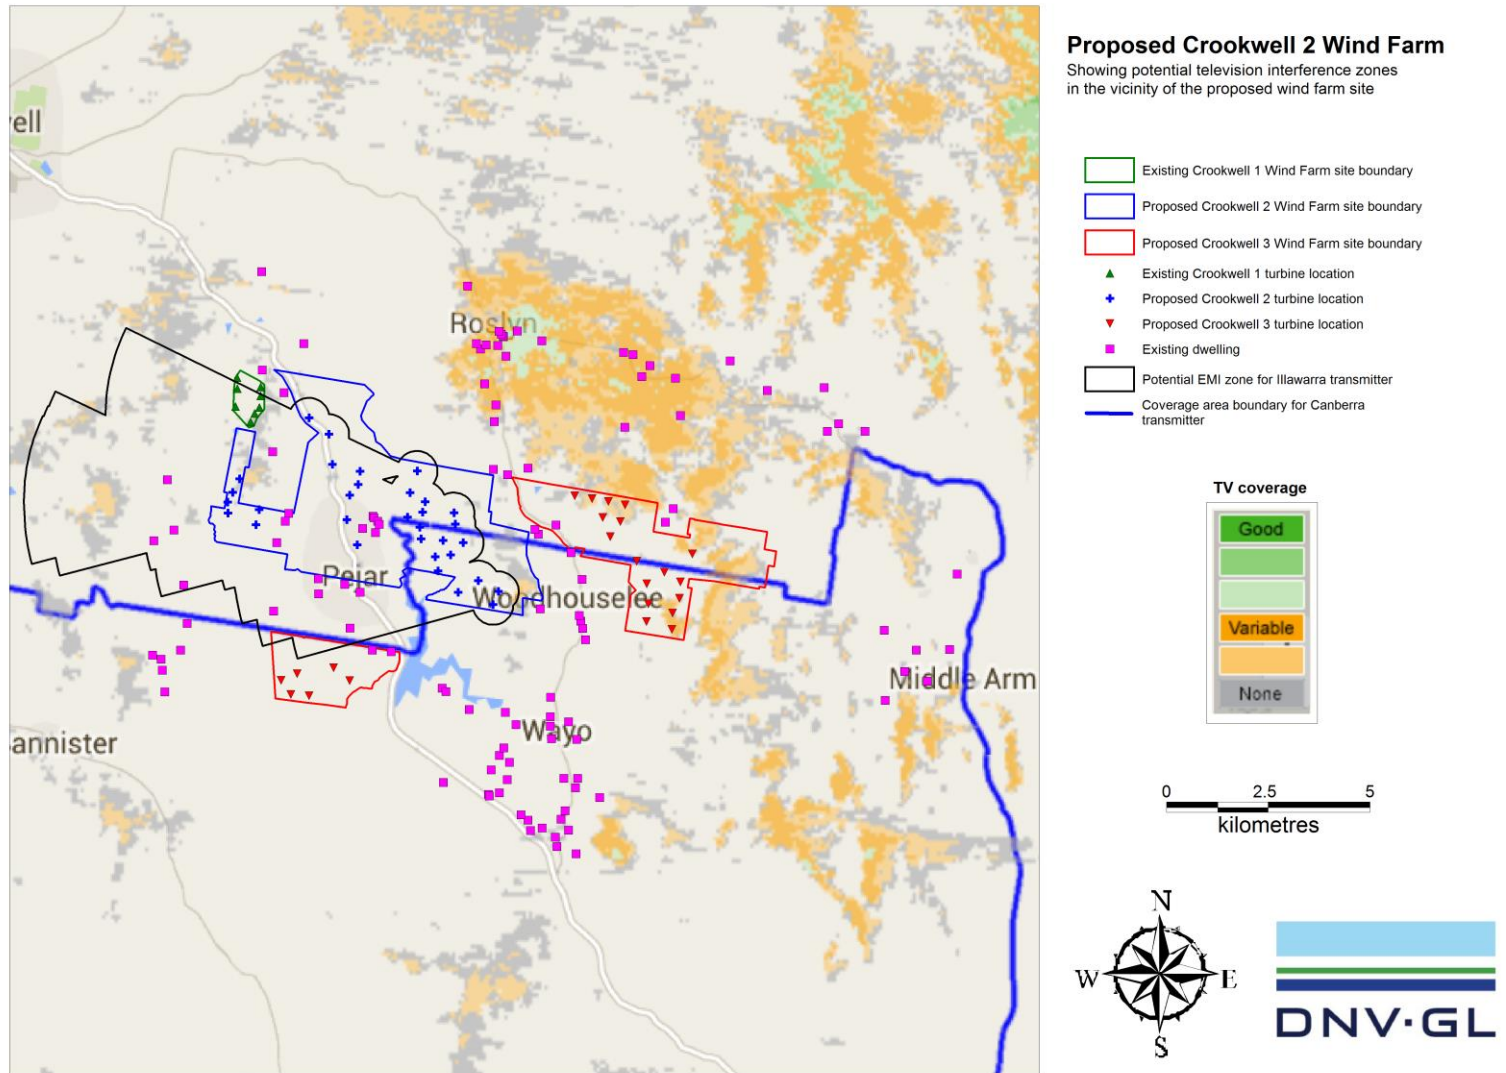 Proposed Crookwell 2 Wind Farm
Showing potential television interference zones
in the vicinity of the proposed wind farm site
Existing Crookwell 1 Wind Farm site boundary
Proposed Crookwell 2 Wind Farm site boundary
Proposed Crookwell 3 Wind Farm site boundary
Existing Crookwell 1 turbine location
Proposed Crookwell 2 turbine location
Proposed Crookwell 3 turbine location
Existing dwelling
Potential EMI zone for Illawarra transmitter
Coverage area boundary for Canberra
transmitter
TV coverage
Good
Variable
None
0 2.5 5
kilometres
N
W E
S
DNV·GL
ell
Roslyn
Pejar
Woodhouselee
Middle Arm
Wayo
annister